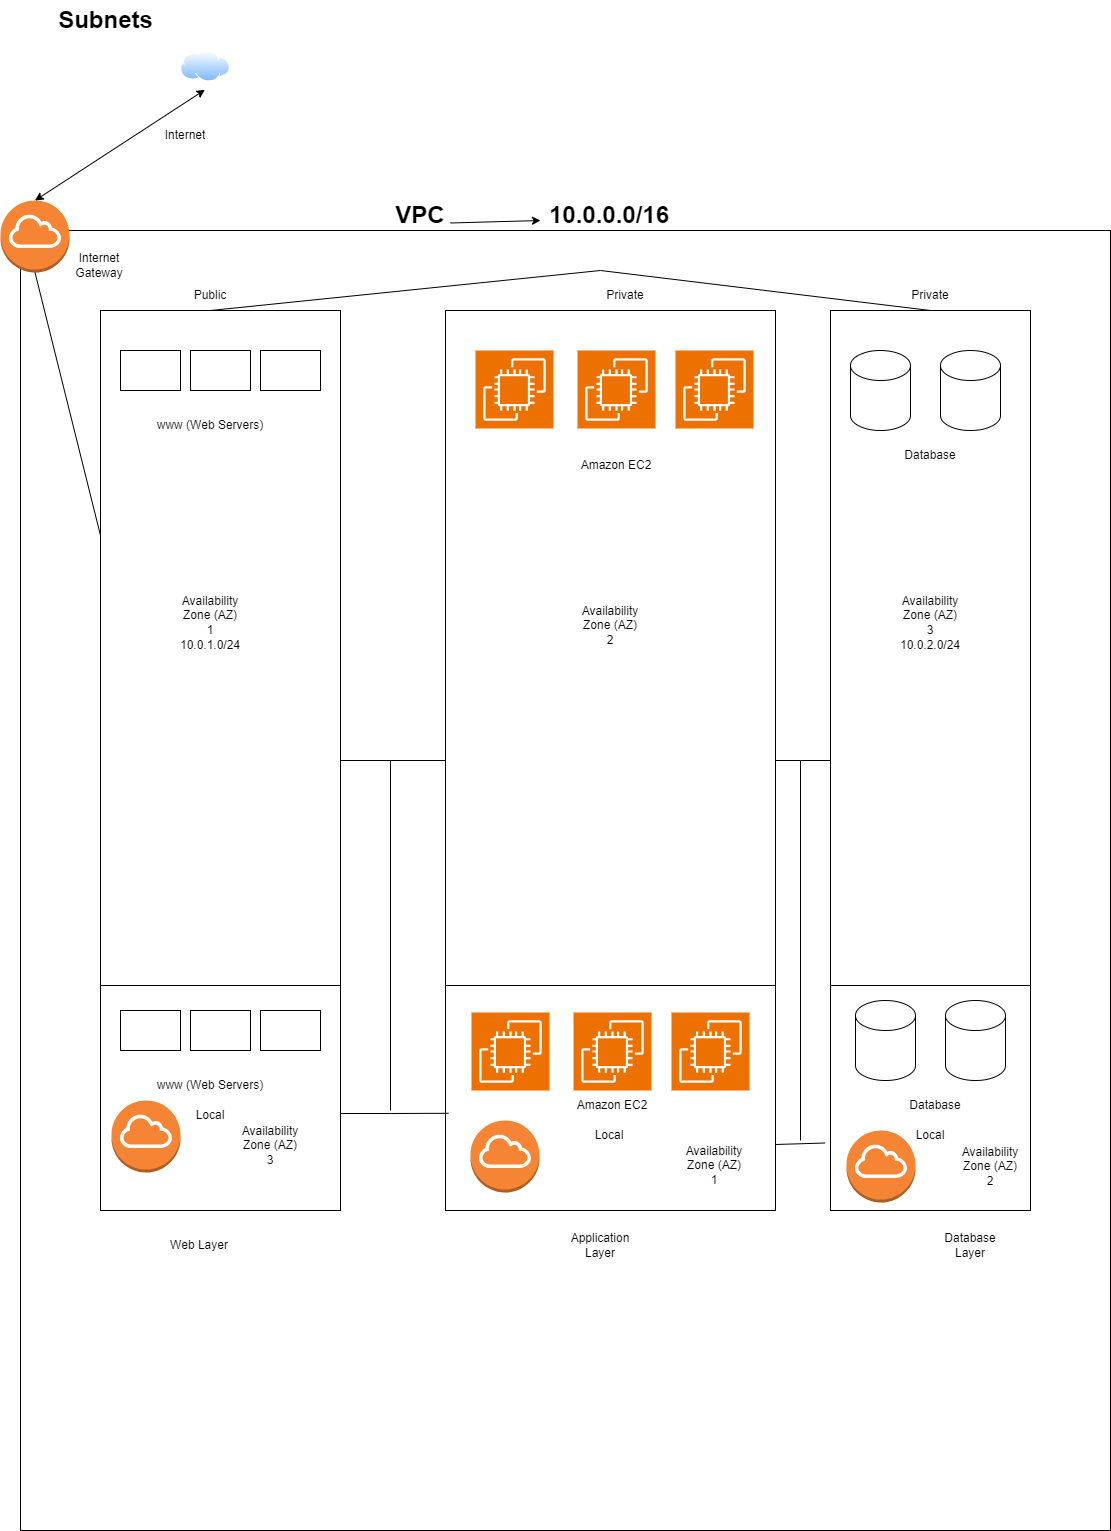 Subnets
Internet
VPC
10.0.0.0/16
Internet
Gateway
Public
Private
Private
www (Web Servers)
Amazon EC2
Database
Availability
Zone (AZ)
1
10.0.1.0/24
Availability
Zone (AZ)
2
Availability
Zone (AZ)
3
10.0.2.0/24
www (Web Servers)
Local
Availability
Zone (AZ)
3
Amazon EC2
Local
Availability
Zone (AZ)
1
Database
Local
Availability
Zone (AZ)
2
Web Layer
Application
Layer
Database
Layer